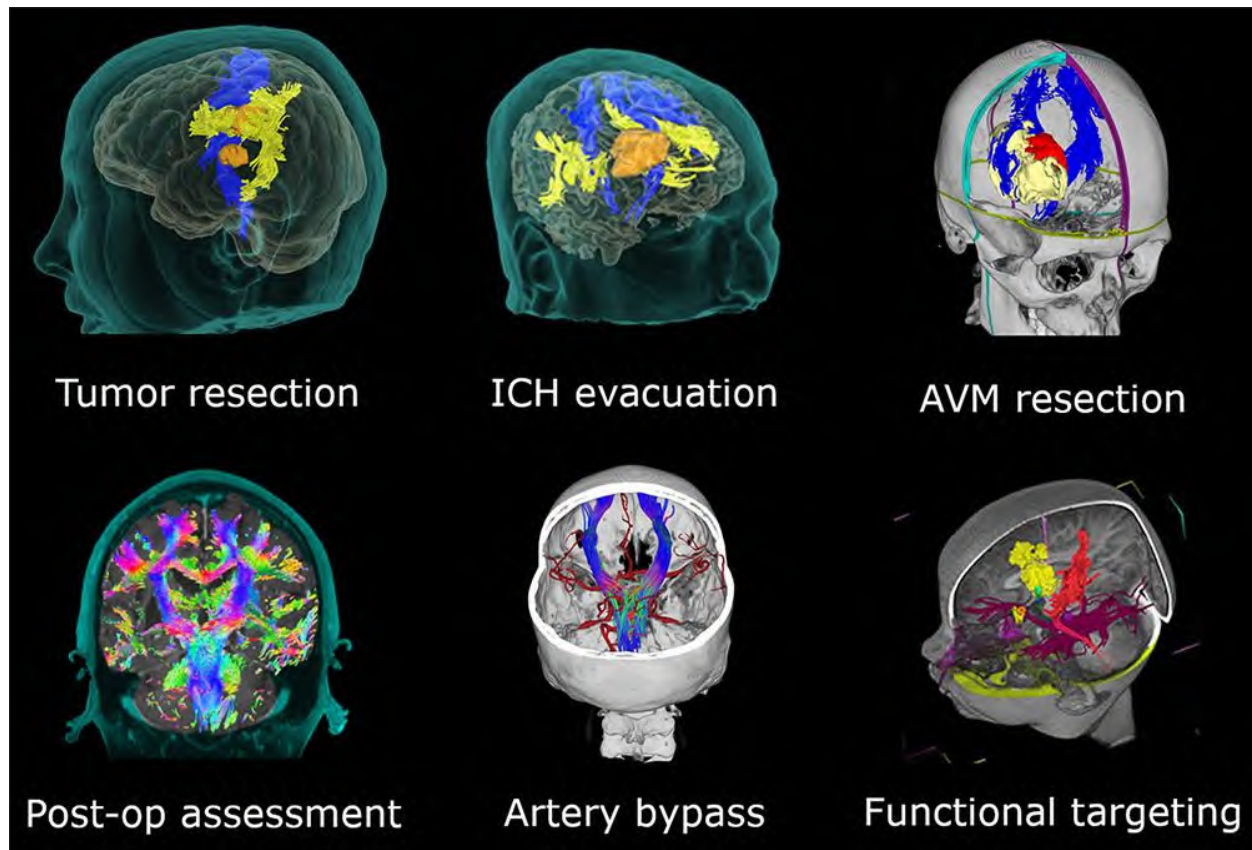 Tumor resection
ICH evacuation
AVM resection
Post-op assessment
Artery bypass
Functional targeting